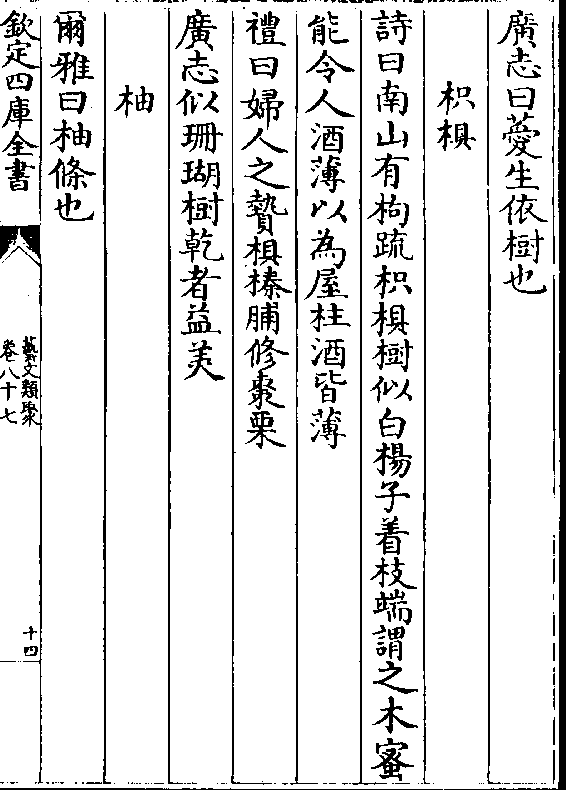 廣志曰薆生依樹也
枳椇
詩曰南山有枸疏枳椇樹似白楊子着枝端謂之木蜜
能令人酒薄以為屋柱酒皆薄
禮曰婦人之贄椇榛脯修棗栗
廣志似珊瑚樹乾者益美
柚
爾雅曰柚條也
欽定四庫全書
藝文類聚
卷八十七
十四